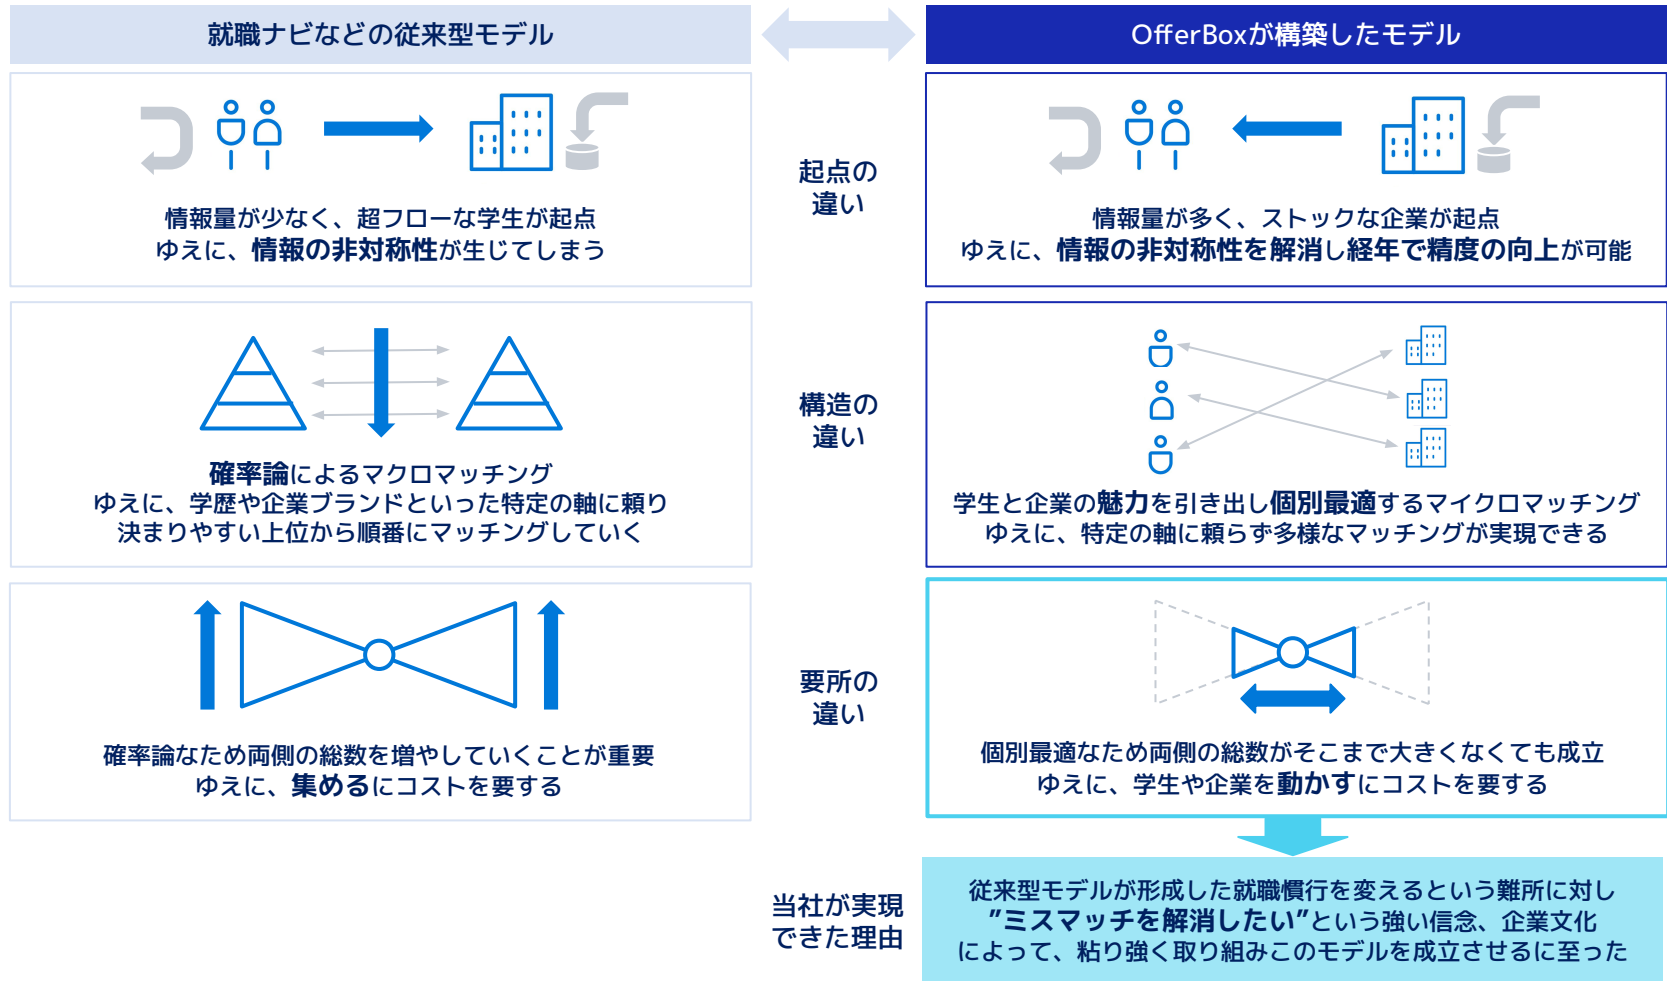 就職ナビなどの従来型モデル
OfferBoxが構築したモデル
情報量が少なく、超フローな学生が起点
ゆえに、情報の非対称性が生じてしまう
起点の
違い
情報量が多く、ストックな企業が起点
ゆえに、情報の非対称性を解消し経年で精度の向上が可能
確率論によるマクロマッチング
ゆえに、学歴や企業ブランドといった特定の軸に頼り
決まりやすい上位から順番にマッチングしていく
構造の
違い
学生と企業の魅力を引き出し個別最適するマイクロマッチング
ゆえに、特定の軸に頼らず多様なマッチングが実現できる
確率論なため両側の総数を増やしていくことが重要
ゆえに、集めるにコストを要する
要所の
違い
個別最適なため両側の総数がそこまで大きくなくても成立
ゆえに、学生や企業を動かすにコストを要する
当社が実現
できた理由
従来型モデルが形成した就職慣行を変えるという難所に対し
”ミスマッチを解消したい”という強い信念、企業文化
によって、粘り強く取り組みこのモデルを成立させるに至った